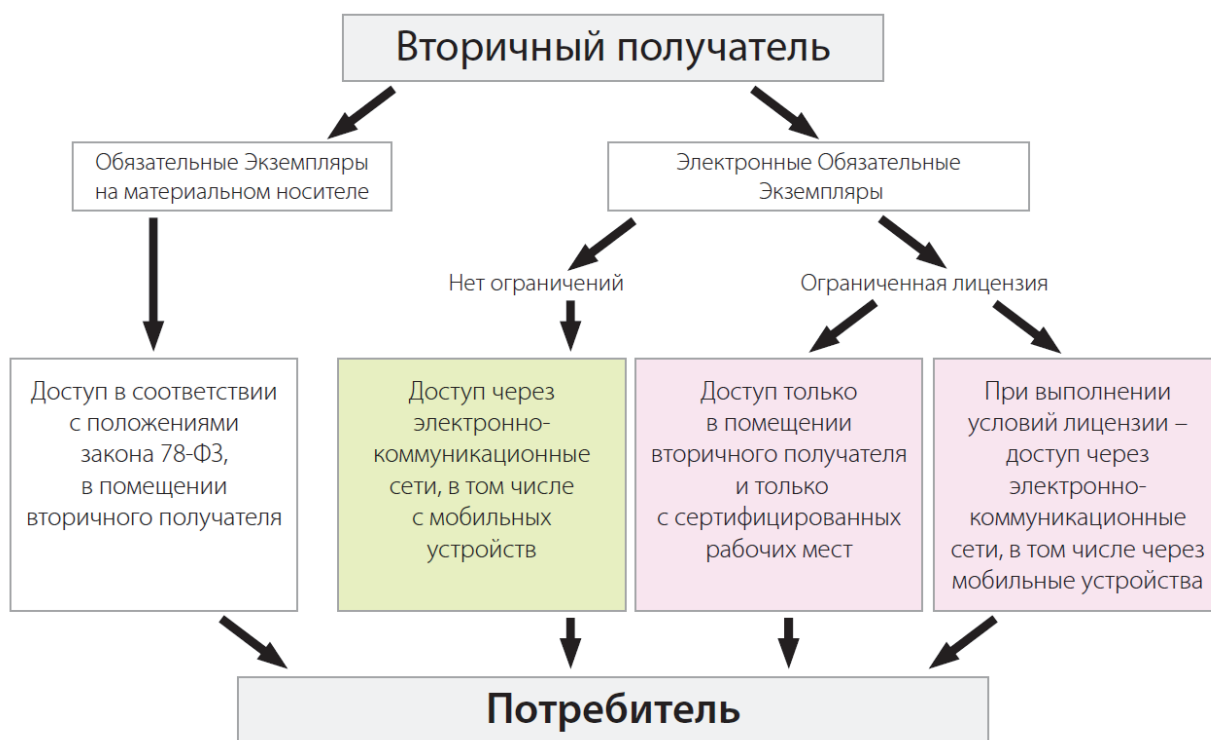 Вторичный получатель
Обязательные Экземпляры
на материальном носителе
Электронные Обязательные
Экземпляры
Нет ограничений
Ограниченная лицензия
Доступ в соответствии
с положениями
закона 78-ФЗ,
в помещении
вторичного получателя
Доступ через
электронно-
коммуникационные
сети, в том числе
с мобильных
устройств
Доступ только
в помещении
вторичного получателя
и только
с сертифицированных
рабочих мест
При выполнении
условий лицензии –
доступ через
электронно-
коммуникационные
сети, в том числе через
мобильные устройства
Потребитель